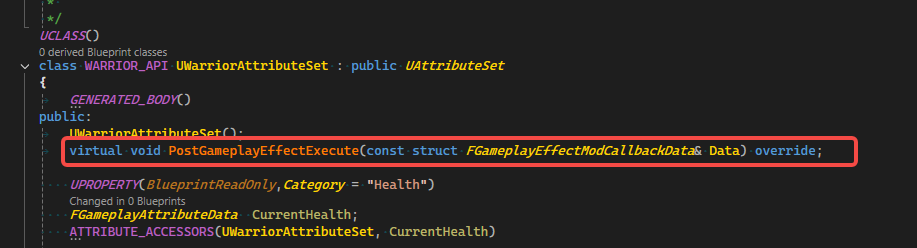 *
*/
UCLASS()
0 derived Blueprint classes
class WARRIOR_API UWarriorAttributeSet : public UAttributeSet
{
GENERATED_BODY()
public:
UWarriorAttributeSet();
virtual void PostGameplayEffectExecute(const struct FGameplayEffectModCallbackData& Data) override;
UPROPERTY(BlueprintReadOnly,Category = "Health")
Changed in 0 Blueprints
FGameplayAttributeData CurrentHealth;
ATTRIBUTE_ACCESSORS(UWarriorAttributeSet, CurrentHealth)